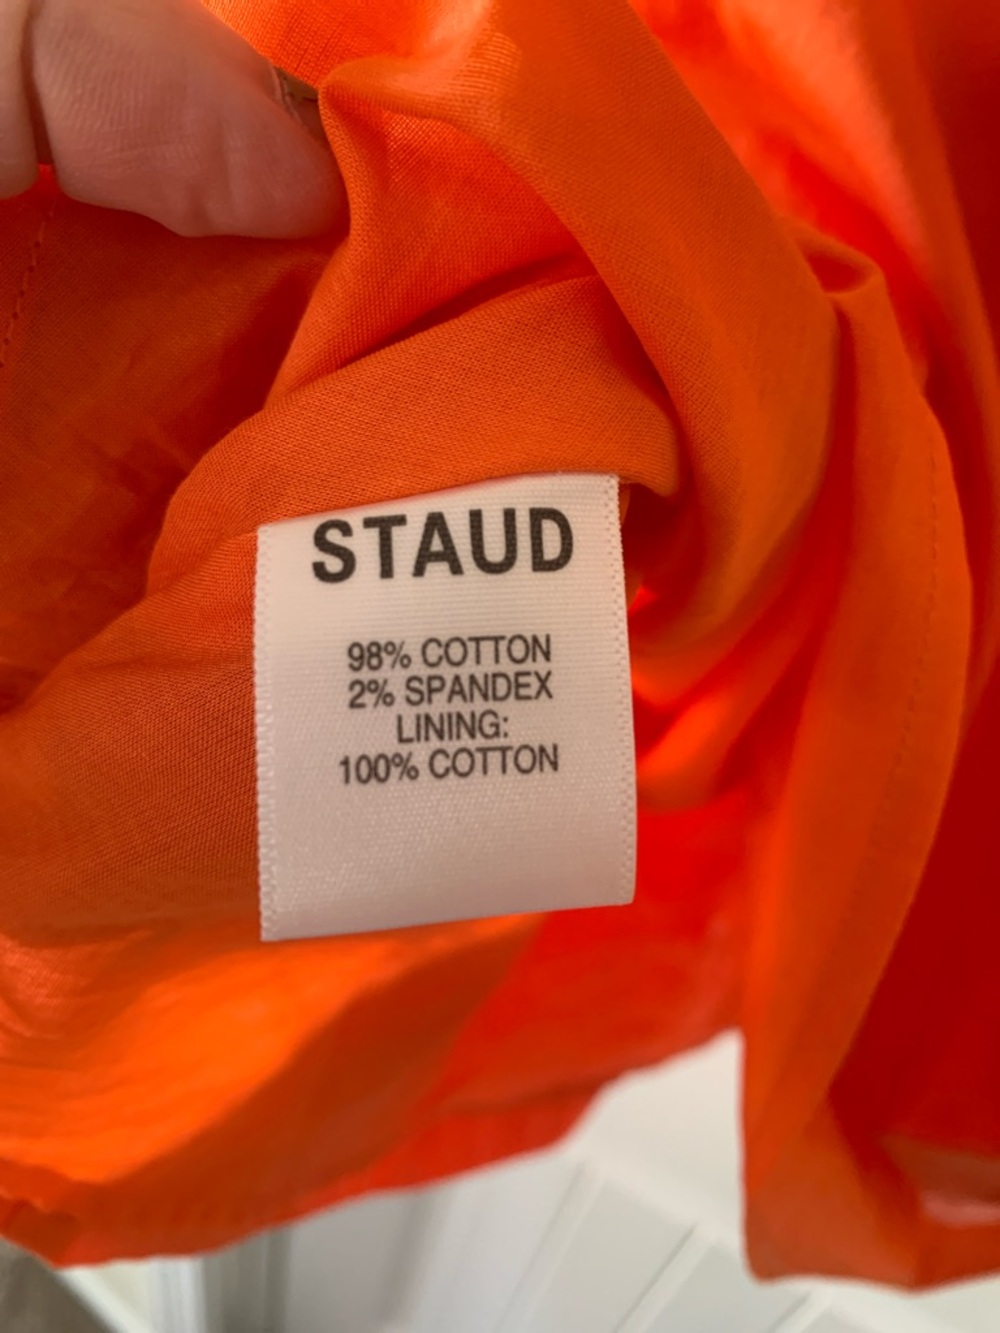 STAUD
98% COTTON
2% SPANDEX
LINING:
100% COTTON